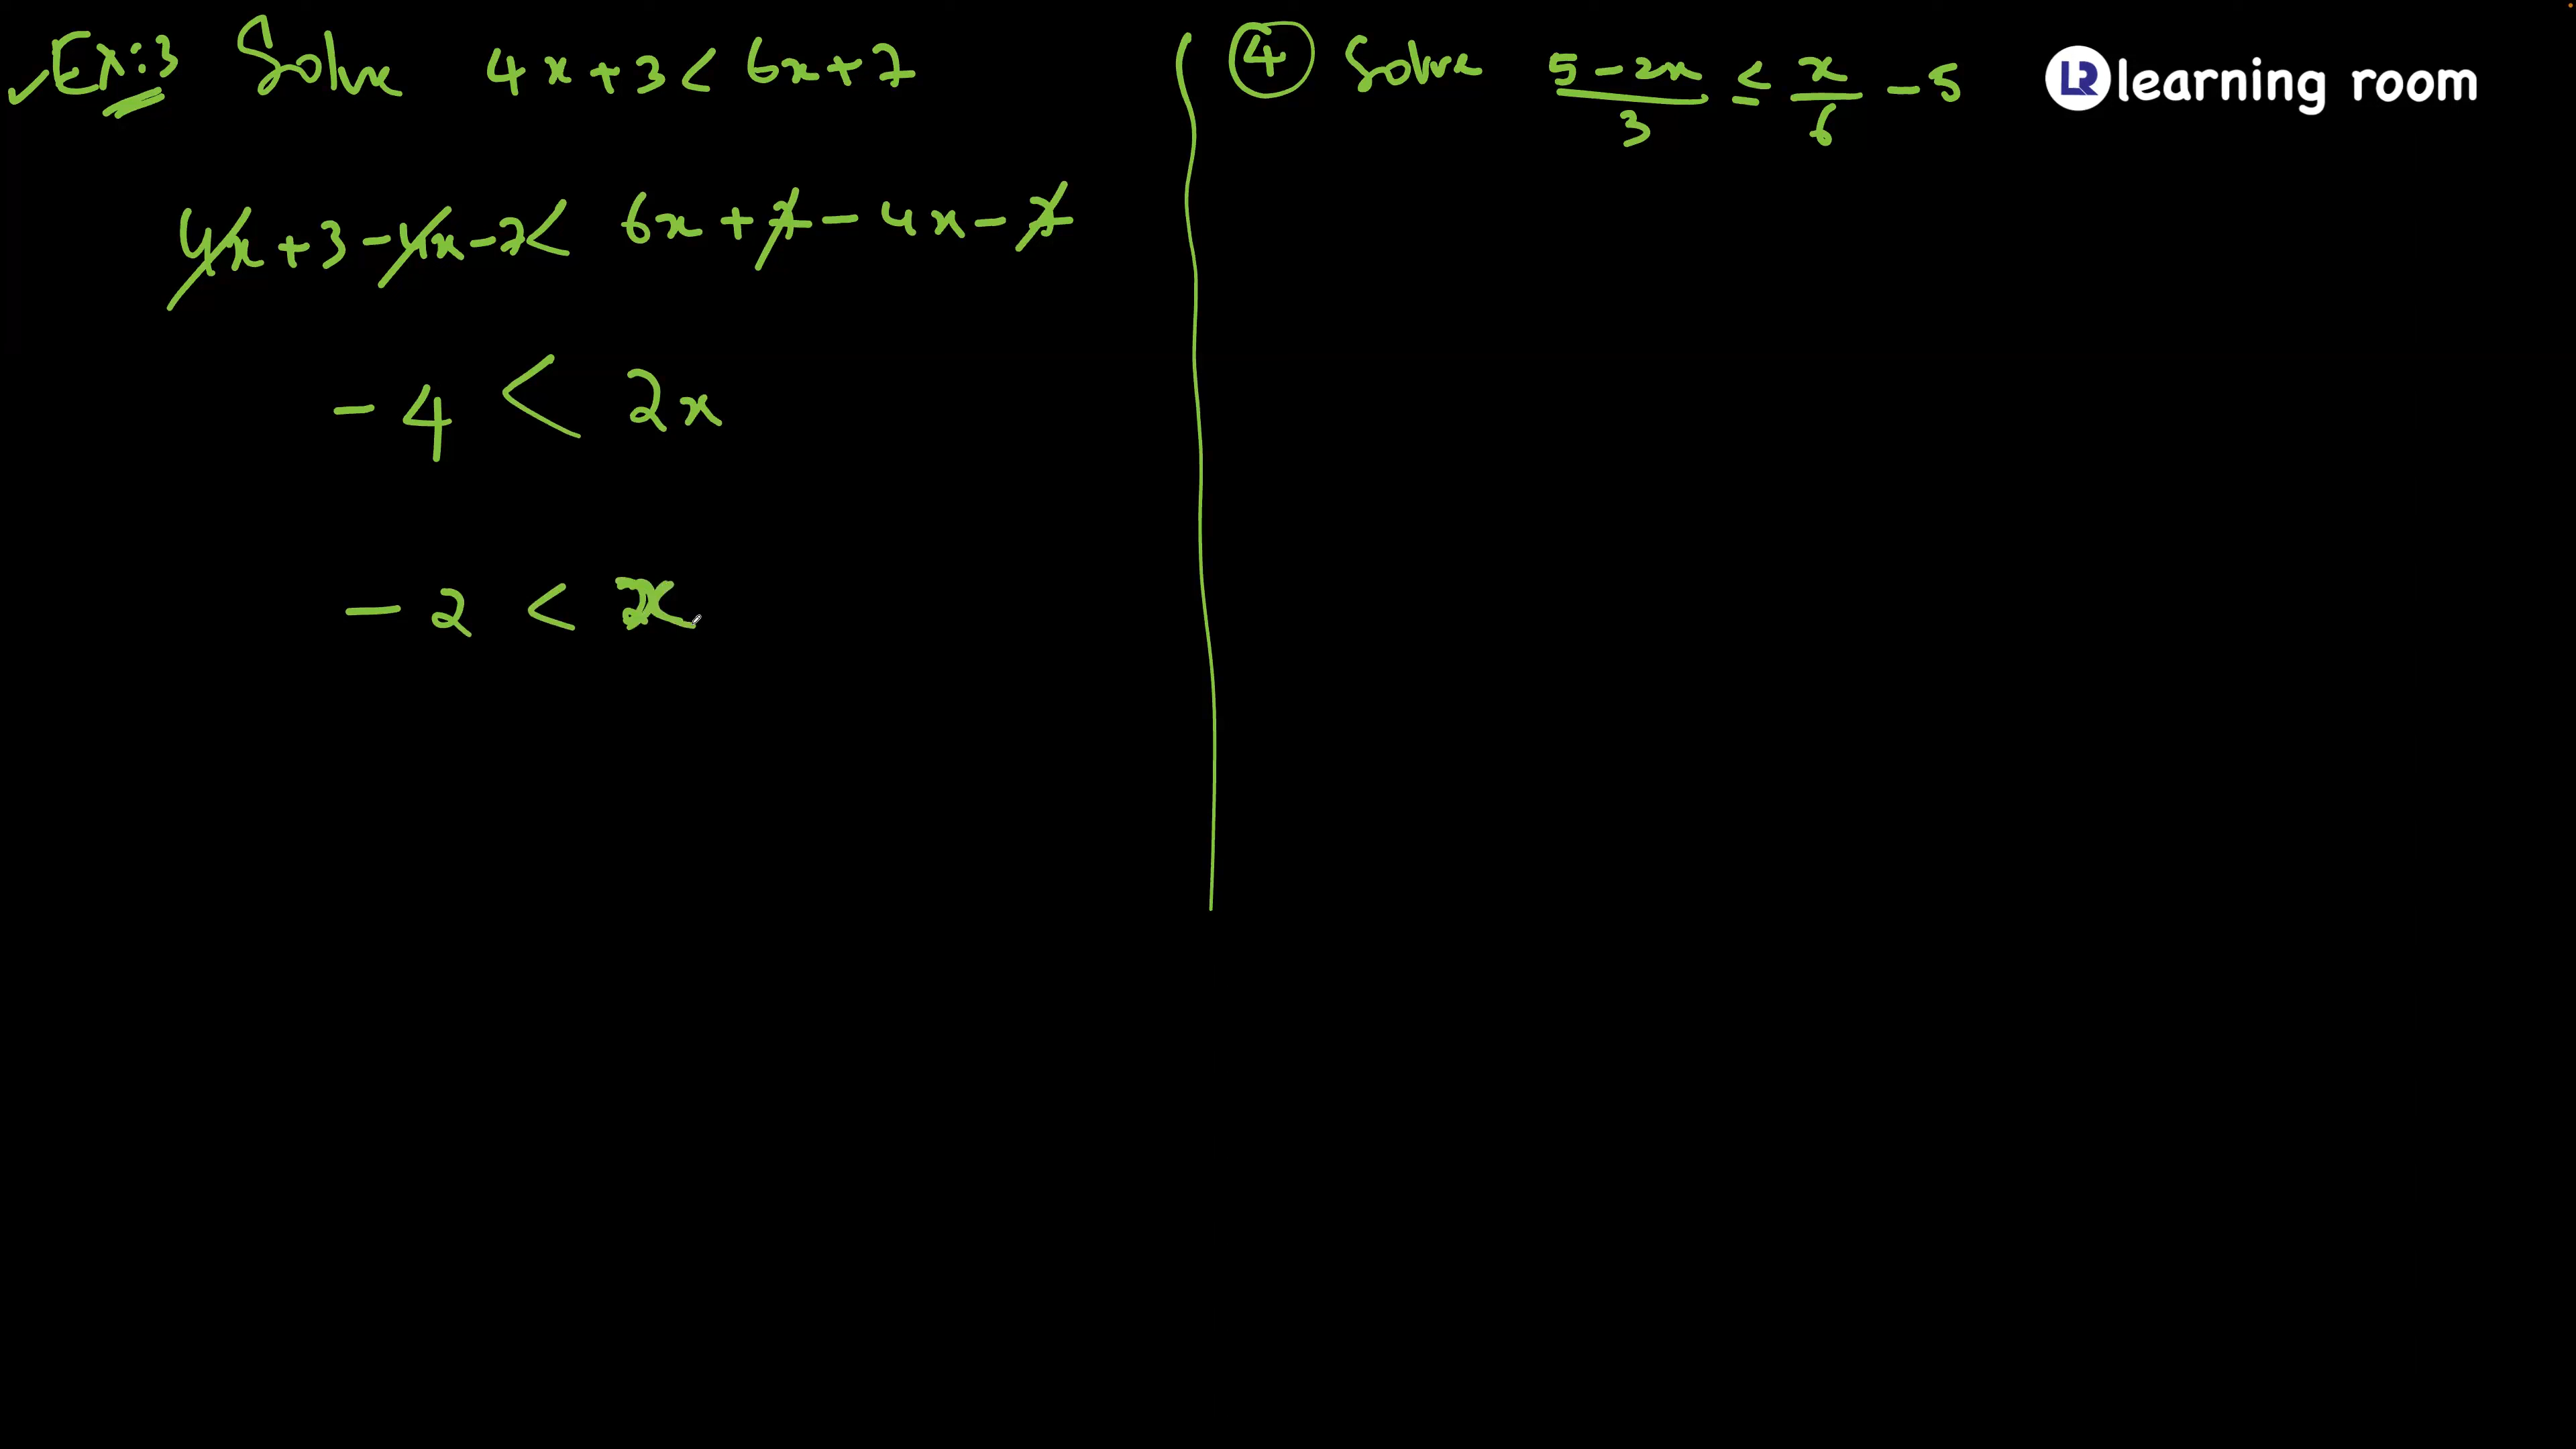 Ex:3 Solve 4x+3 < 6x+7
4x+3-4x-7 < 6x+7-4x-7
-4 < 2x
-2 < x
④ Solve 5-2x/3 ≤ x/6 - 5
LR learning room